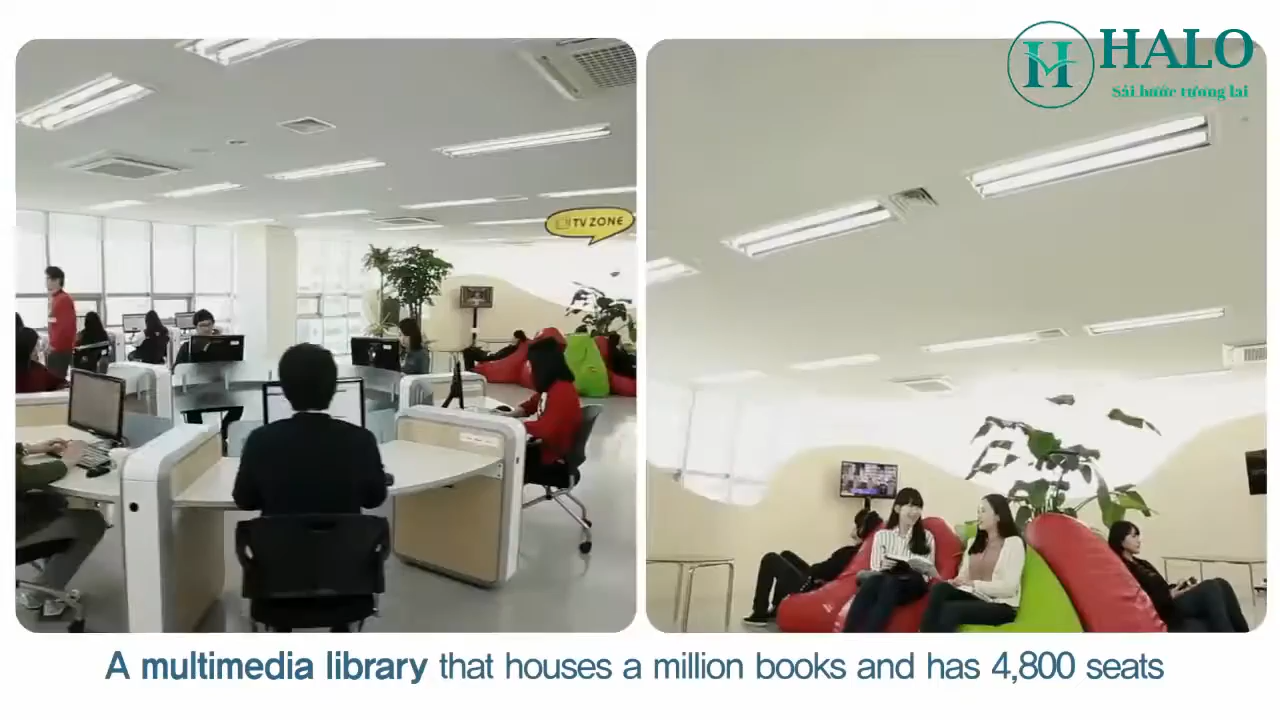 HALO
Sải bước tương lai
TV ZONE
A multimedia library that houses a million books and has 4,800 seats